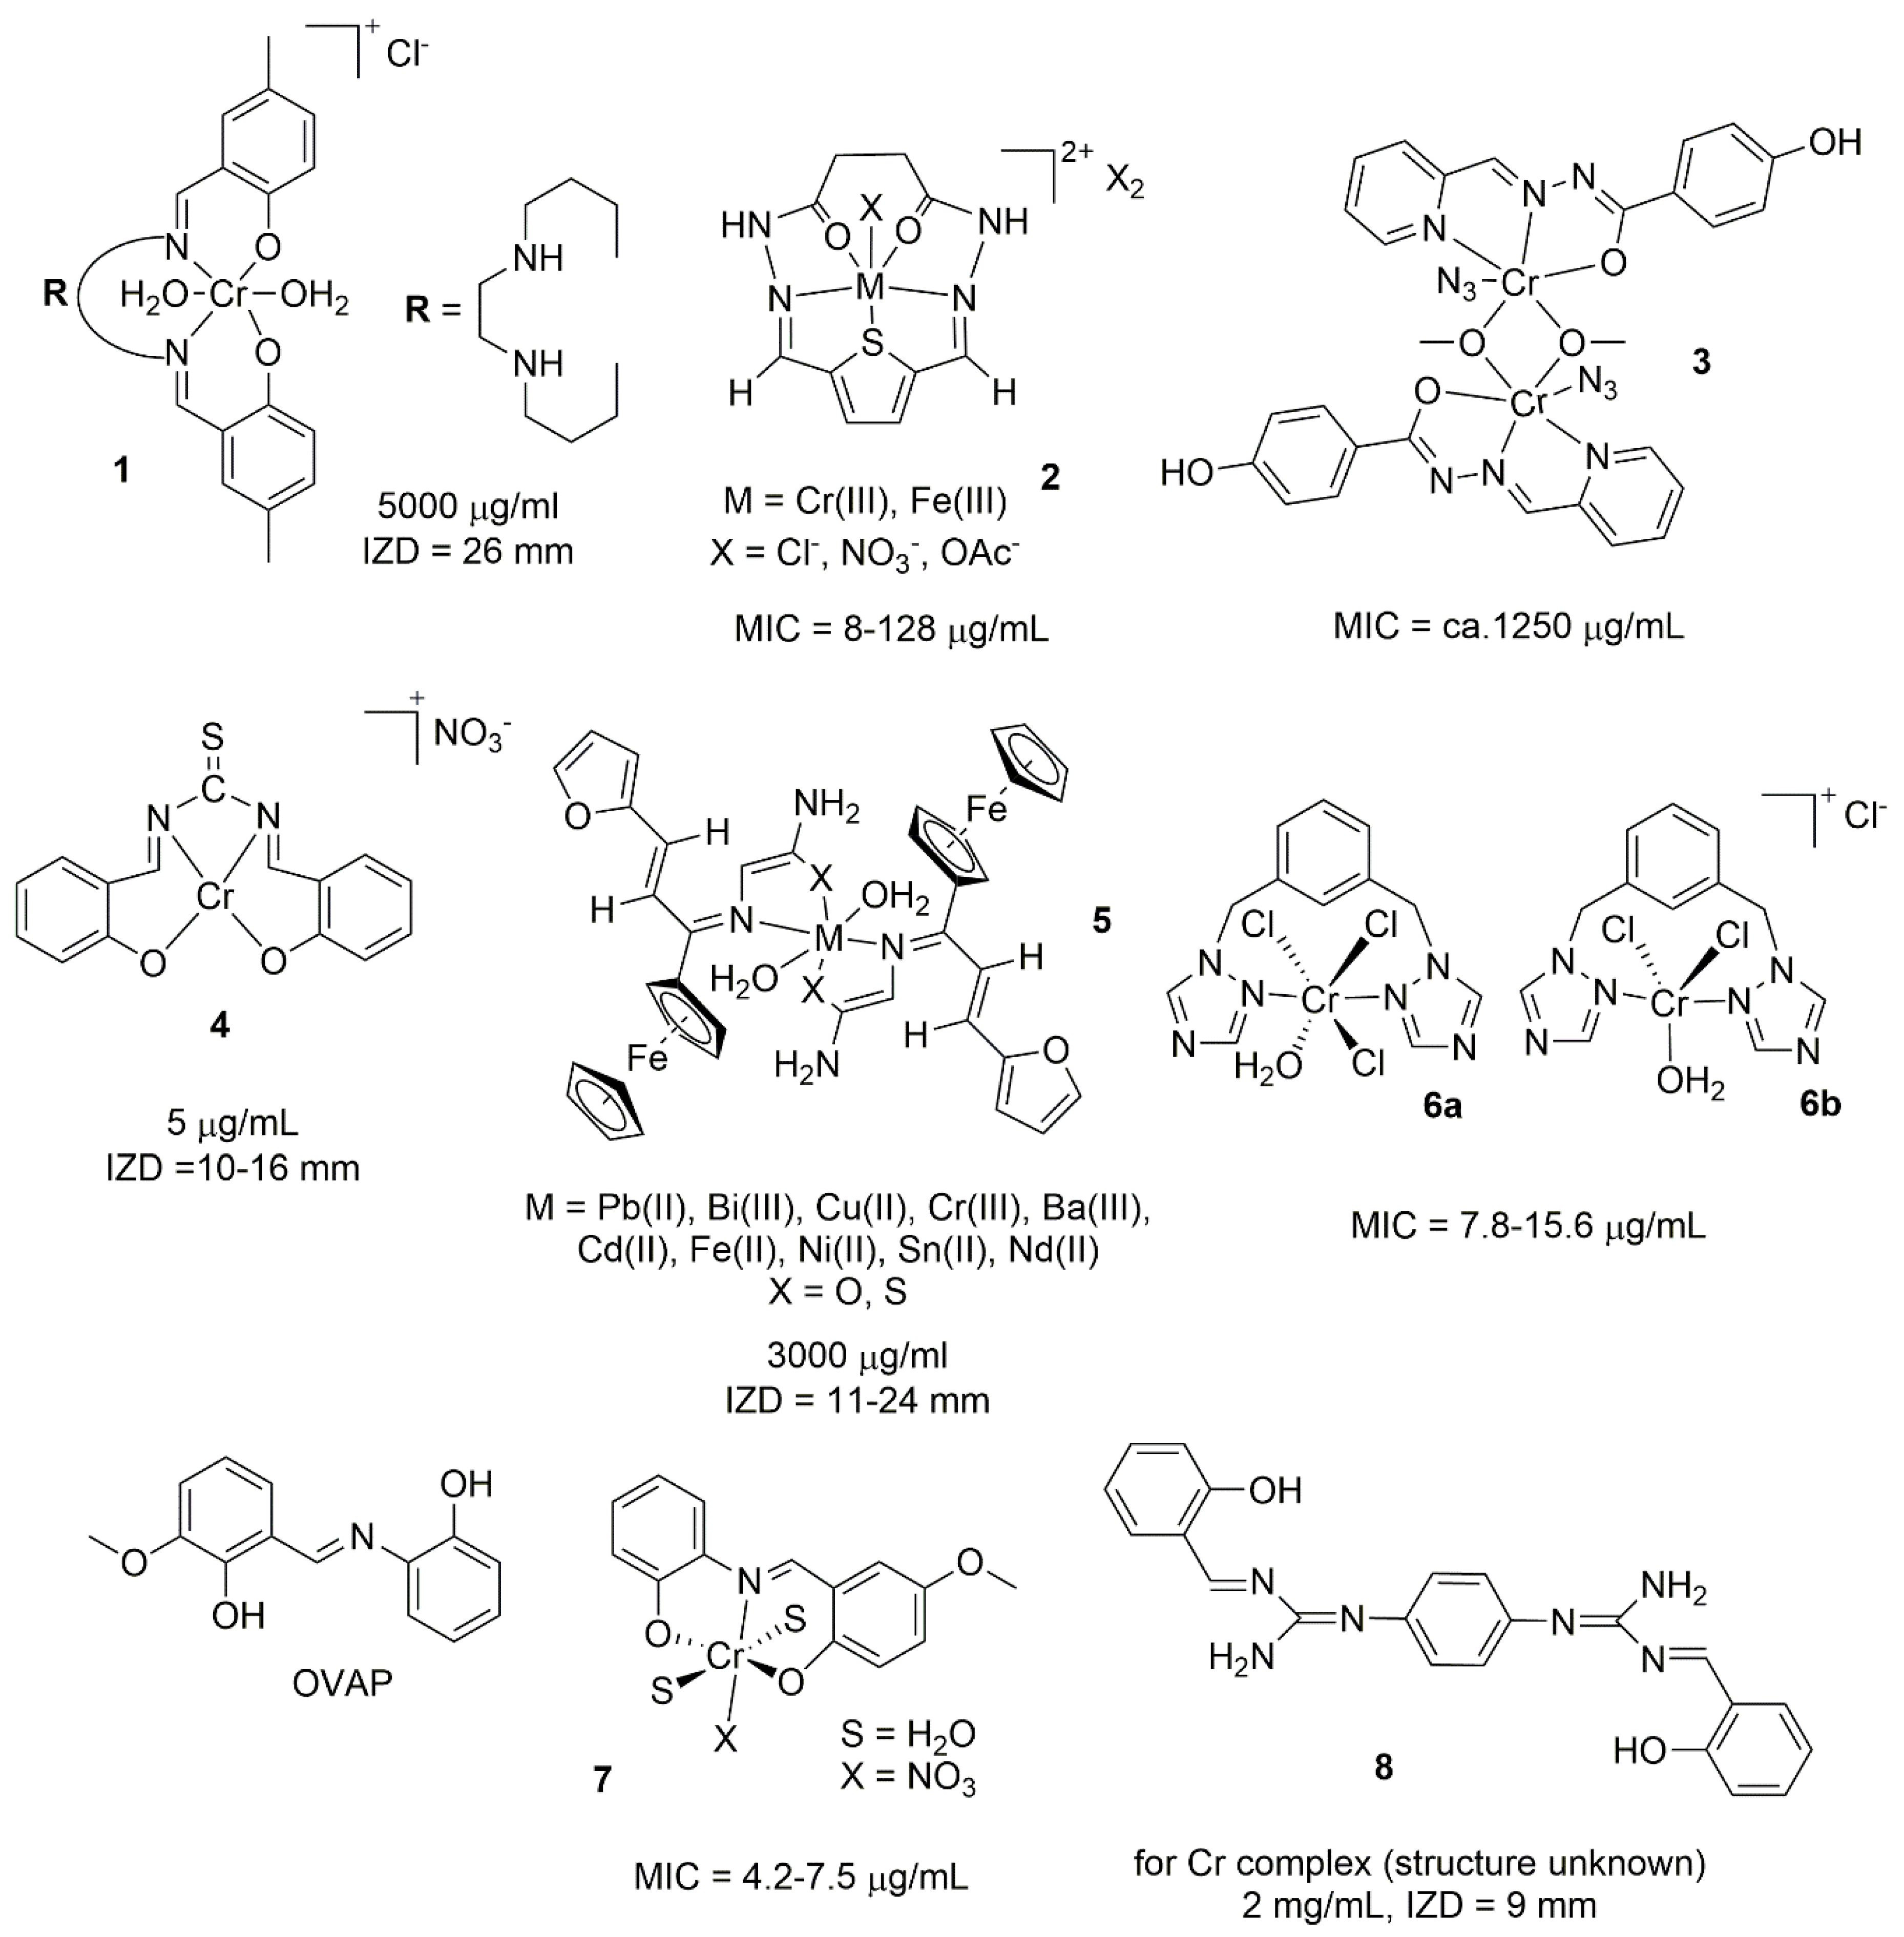 +
Cl-
O
N
R
H2O
Cr
OH2
N
O
1
R =
NH
NH
5000 μg/ml
IZD = 26 mm
2+
X2
HN
X
NH
O
O
N
M
N
S
H
H
2
M = Cr(III), Fe(III)
X = Cl-, NO3-, OAc-
MIC = 8-128 μg/mL
OH
N
N
N
O
N3
Cr
O
O
3
O
Cr
N3
HO
N
N
N
MIC = ca.1250 μg/mL
+
NO3-
S
C
N
N
Cr
O
O
4
5 μg/mL
IZD =10-16 mm
O
H
NH2
Fe
X
OH2
H
N
M
N
H
H2O
X
5
Fe
H2N
H
O
M = Pb(II), Bi(III), Cu(II), Cr(III), Ba(III),
Cd(II), Fe(II), Ni(II), Sn(II), Nd(II)
X = O, S
3000 μg/ml
IZD = 11-24 mm
+
Cl-
Cl
Cl
N
N
N
Cr
N
N
H2O
Cl
N
6a
Cl
Cl
N
N
N
Cr
N
N
OH2
N
6b
MIC = 7.8-15.6 μg/mL
OH
N
O
OH
OVAP
N
O
O
S
Cr
S
O
X
S = H2O
X = NO3
7
MIC = 4.2-7.5 μg/mL
OH
N
N
NH2
H2N
N
N
HO
8
for Cr complex (structure unknown)
2 mg/mL, IZD = 9 mm